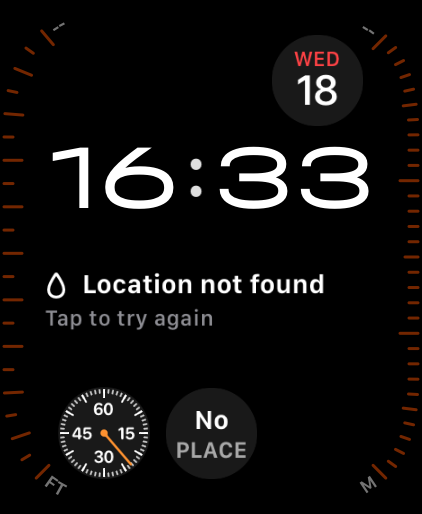 --
--
WED
18
16:33
Location not found
Tap to try again
60
45
15
30
No
PLACE
FT
M